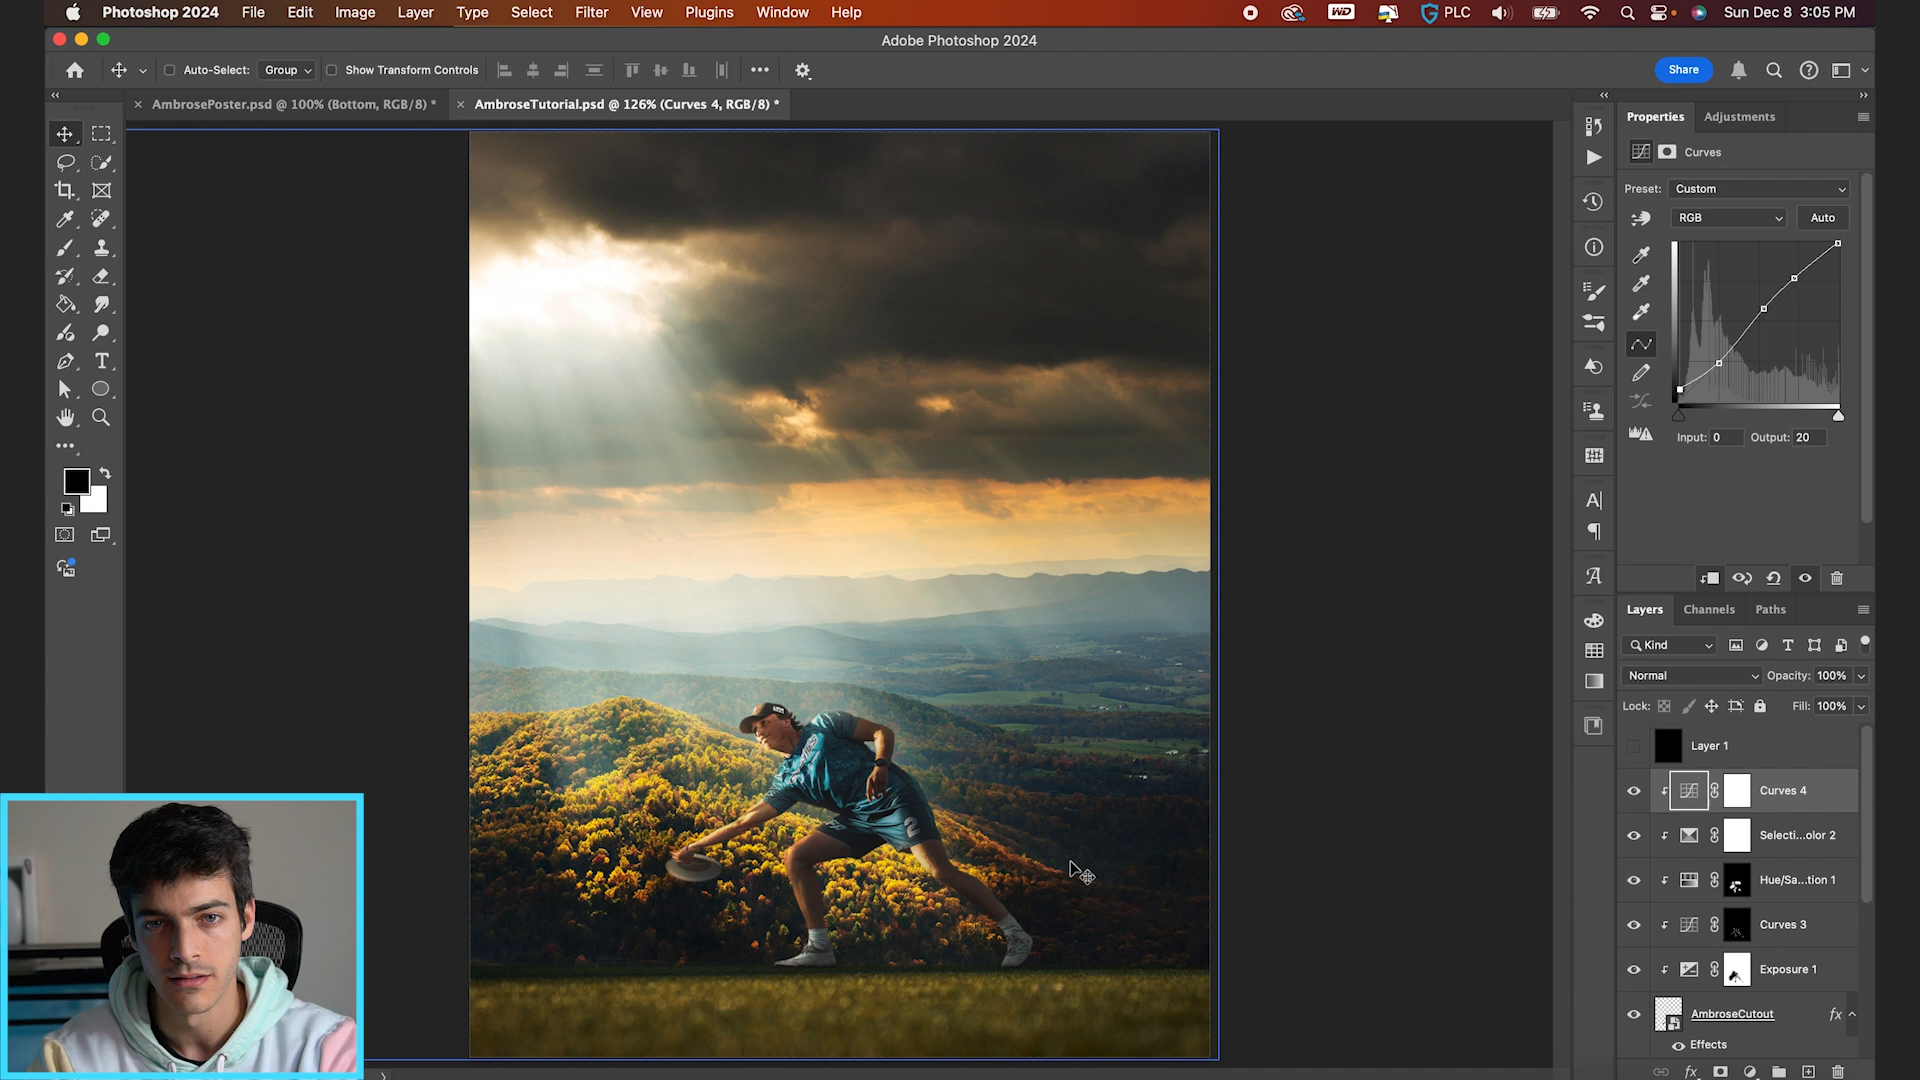 Photoshop 2024 File Edit Image Layer Type Select Filter View Plugins Window Help WD PLC Sun Dec 8 3:05 PM
Adobe Photoshop 2024
Auto-Select: Group Show Transform Controls Share
AmbrosePoster.psd @ 100% (Bottom, RGB/8) *
AmbroseTutorial.psd @ 126% (Curves 4, RGB/8) *
Properties Adjustments
Curves
Preset: Custom
RGB Auto
Input: 0 Output: 20
Layers Channels Paths
Kind
Normal Opacity: 100%
Lock: Fill: 100%
Layer 1
Curves 4
Selecti...olor 2
Hue/Sa...tion 1
Curves 3
Exposure 1
AmbroseCutout fx
Effects
fx
2